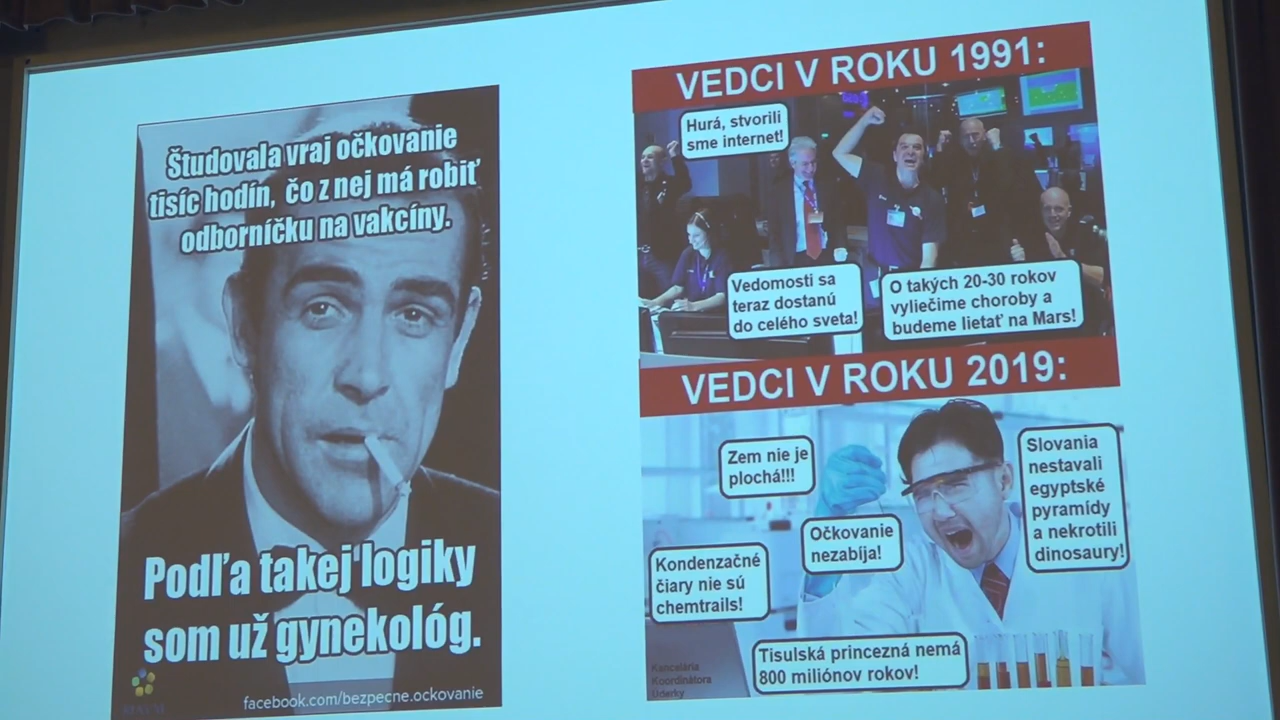 Študovala vraj očkovanie
tisíc hodín, čo z nej má robiť
odborníčku na vakcíny.
Podľa takej logiky
som už gynekológ.
facebook.com/bezpecne.ockovanie
VEDCI V ROKU 1991:
Hurá, stvorili
sme internet!
Vedomosti sa
teraz dostanú
do celého sveta!
O takých 20-30 rokov
vyliečime choroby a
budeme lietať na Mars!
VEDCI V ROKU 2019:
Zem nie je
plochá!!!
Slovania
nestavali
egyptské
pyramídy
a nekrotili
dinosaury!
Očkovanie
nezabíja!
Kondenzačné
čiary nie sú
chemtrails!
Tisulská princezná nemá
800 miliónov rokov!
Kancelária
Koordinátora
Úderky